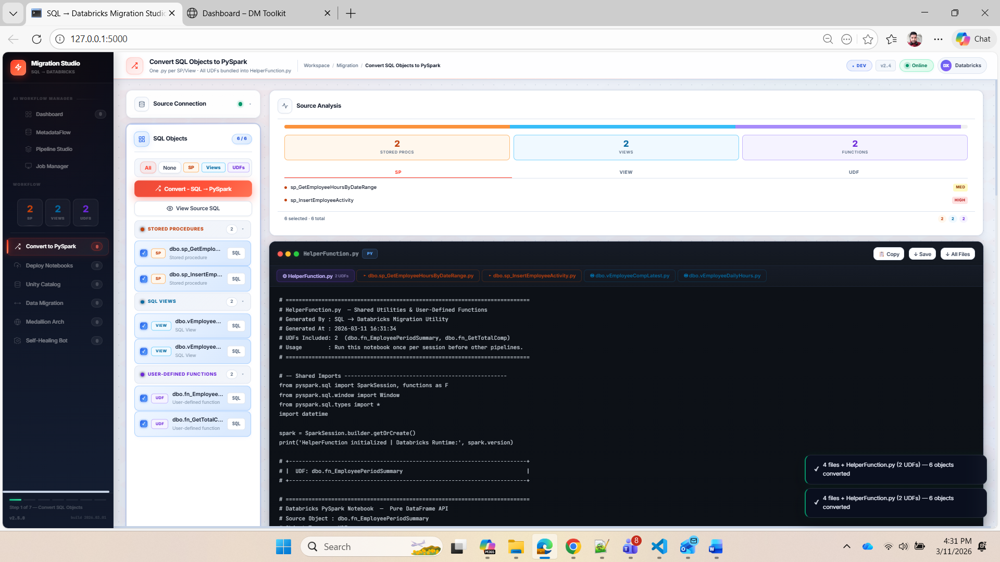 SQL → Databricks Migration Studio
Dashboard – DM Toolkit
127.0.0.1:5000
Chat
Migration Studio
SQL → DATABRICKS
AI WORKFLOW MANAGER
Dashboard 0
MetadataFlow
Pipeline Studio
Job Manager
WORKFLOW
2 2 2
SP VIEWS UDFS
Convert to PySpark 0
Deploy Notebooks 0
Unity Catalog 0
Data Migration 0
Medallion Arch 0
Self-Healing Bot 0
Step 1 of 7 — Convert SQL Objects
v2.5.0 build 2026.03.01
Convert SQL Objects to PySpark
One .py per SP/View · All UDFs bundled into HelperFunction.py
Workspace / Migration / Convert SQL Objects to PySpark
• DEV v2.4 Online DX Databricks
Source Connection
SQL Objects 6 / 6
All None SP Views UDFs
Convert - SQL → PySpark
View Source SQL
STORED PROCEDURES 2
SP dbo.sp_GetEmplo... SQL
Stored procedure
SP dbo.sp_InsertEmp... SQL
Stored procedure
SQL VIEWS 2
VIEW dbo.vEmployee... SQL
SQL View
VIEW dbo.vEmployee... SQL
SQL View
USER-DEFINED FUNCTIONS 2
UDF dbo.fn_Employee... SQL
User-defined function
UDF dbo.fn_GetTotalC... SQL
User-defined function
Source Analysis
2 2 2
STORED PROCS VIEWS FUNCTIONS
SP VIEW UDF
sp_GetEmployeeHoursByDateRange MED
sp_InsertEmployeeActivity HIGH
6 selected · 6 total 2 2 2
HelperFunction.py PY Copy ↓ Save ↓ All Files
HelperFunction.py 2 UDFs dbo.sp_GetEmployeeHoursByDateRange.py dbo.sp_InsertEmployeeActivity.py dbo.vEmployeeCompLatest.py dbo.vEmployeeDailyHours.py
# ===========================================================================
# HelperFunction.py — Shared Utilities & User-Defined Functions
# Generated By : SQL → Databricks Migration Utility
# Generated At : 2026-03-11 16:31:34
# UDFs Included: 2 (dbo.fn_EmployeePeriodSummary, dbo.fn_GetTotalComp)
# Usage : Run this notebook once per session before other pipelines.
# ===========================================================================
# -- Shared Imports --------------------------------------------------
from pyspark.sql import SparkSession, functions as F
from pyspark.sql.window import Window
from pyspark.sql.types import *
import datetime
spark = SparkSession.builder.getOrCreate()
print('HelperFunction initialized | Databricks Runtime:', spark.version)
# +-------------------------------------------------------------------------+
# | UDF: dbo.fn_EmployeePeriodSummary |
# +-------------------------------------------------------------------------+
# ===========================================================================
# Databricks PySpark Notebook — Pure DataFrame API
# Source Object : dbo.fn_EmployeePeriodSummary
✓ 4 files + HelperFunction.py (2 UDFs) — 6 objects
converted
✓ 4 files + HelperFunction.py (2 UDFs) — 6 objects
converted
Search
M365
8
4:31 PM
3/11/2026